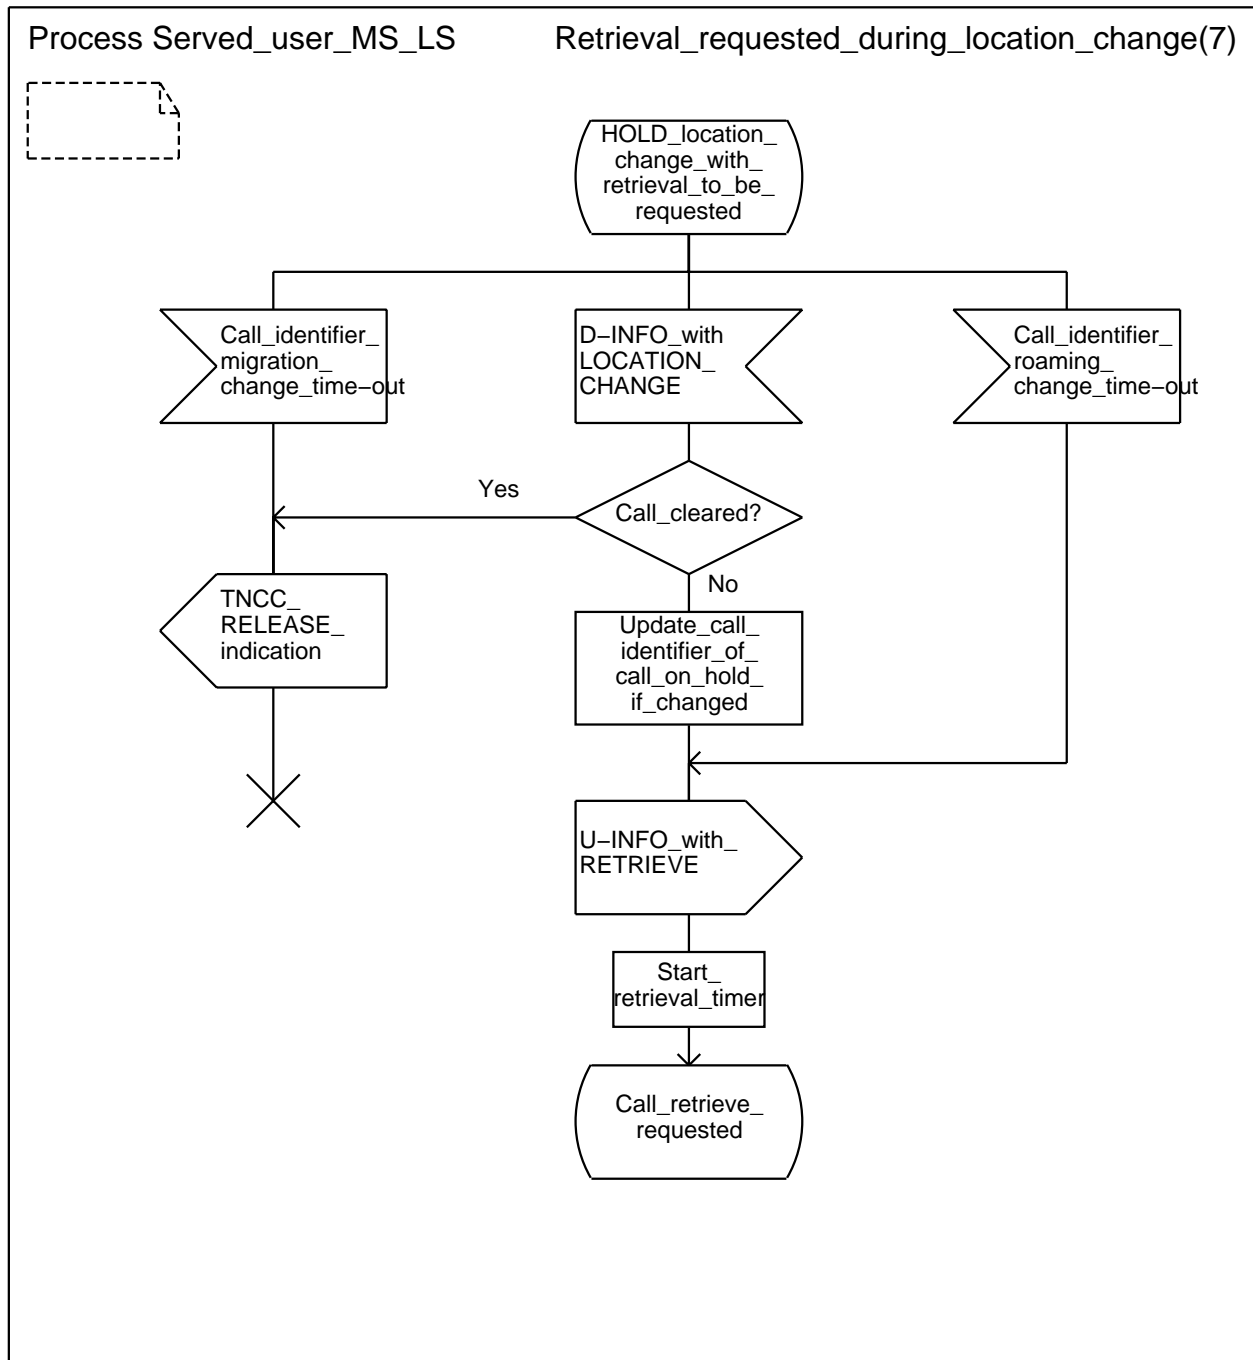 Process Served_user_MS_LS
Retrieval_requested_during_location_change(7)
HOLD_location_
change_with_
retrieval_to_be_
requested
Call_identifier_
migration_
change_time−out
D−INFO_with
LOCATION_
CHANGE
Call_identifier_
roaming_
change_time−out
Yes
Call_cleared?
No
TNCC_
RELEASE_
indication
Update_call_
identifier_of_
call_on_hold_
if_changed
U−INFO_with_
RETRIEVE
Start_
retrieval_timer
Call_retrieve_
requested